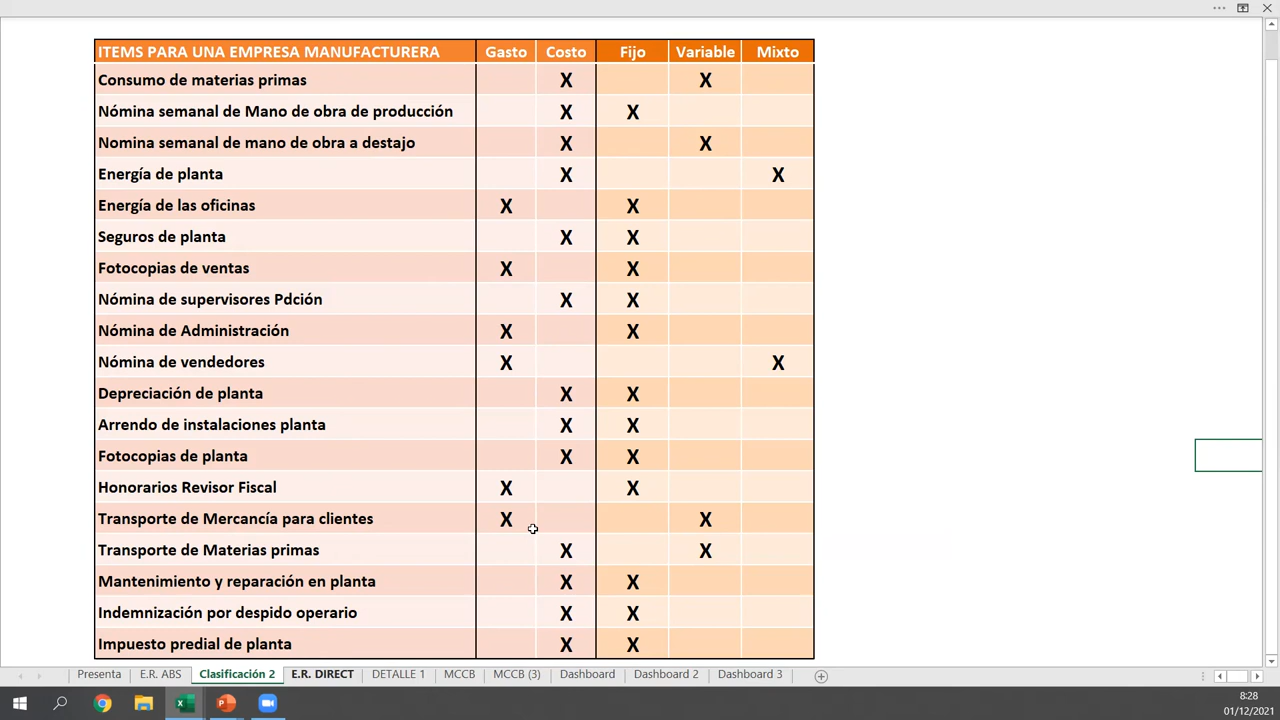 ITEMS PARA UNA EMPRESA MANUFACTURERA Gasto Costo Fijo Variable Mixto
Consumo de materias primas X X
Nómina semanal de Mano de obra de producción X X
Nomina semanal de mano de obra a destajo X X
Energía de planta X X
Energía de las oficinas X X
Seguros de planta X X
Fotocopias de ventas X X
Nómina de supervisores Pdción X X
Nómina de Administración X X
Nómina de vendedores X X
Depreciación de planta X X
Arrendo de instalaciones planta X X
Fotocopias de planta X X
Honorarios Revisor Fiscal X X
Transporte de Mercancía para clientes X X
Transporte de Materias primas X X
Mantenimiento y reparación en planta X X
Indemnización por despido operario X X
Impuesto predial de planta X X
Presenta E.R. ABS Clasificación 2 E.R. DIRECT DETALLE 1 MCCB MCCB (3) Dashboard Dashboard 2 Dashboard 3
8:28
01/12/2021